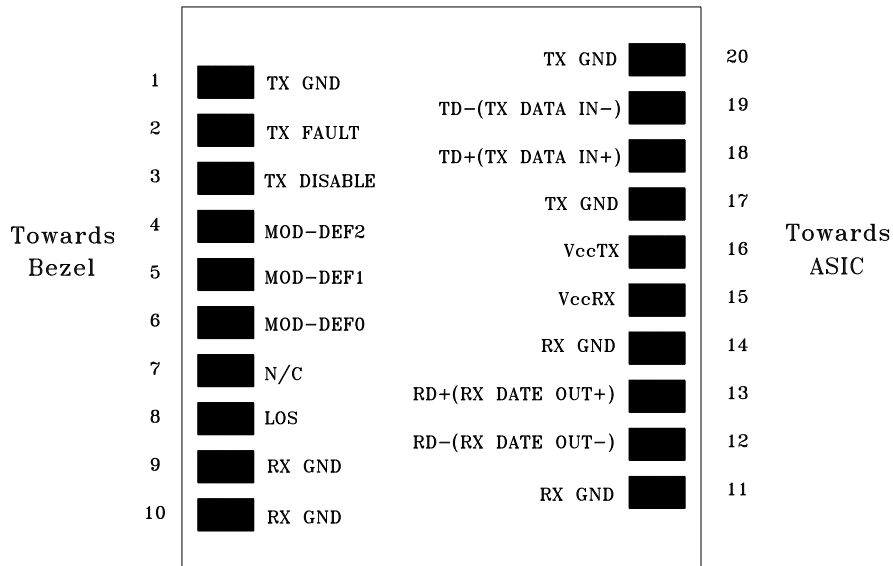 Towards
Bezel
1 TX GND
2 TX FAULT
3 TX DISABLE
4 MOD-DEF2
5 MOD-DEF1
6 MOD-DEF0
7 N/C
8 LOS
9 RX GND
10 RX GND
TX GND 20
TD-(TX DATA IN-) 19
TD+(TX DATA IN+) 18
TX GND 17
VccTX 16
VccRX 15
RX GND 14
RD+(RX DATE OUT+) 13
RD-(RX DATE OUT-) 12
RX GND 11
Towards
ASIC